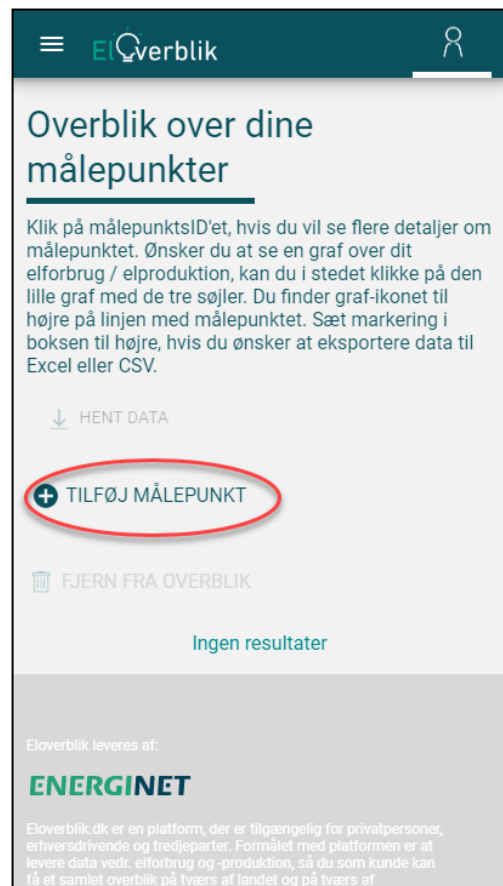 ElOverblik
Overblik over dine
målepunkter
Klik på målepunktsID'et, hvis du vil se flere detaljer om
målepunktet. Ønsker du at se en graf over dit
elforbrug / elproduktion, kan du i stedet klikke på den
lille graf med de tre søjler. Du finder graf-ikonet til
højre på linjen med målepunktet. Sæt markering i
boksen til højre, hvis du ønsker at eksportere data til
Excel eller CSV.
HENT DATA
TILFØJ MÅLEPUNKT
FJERN FRA OVERBLIK
Ingen resultater
Eloverblik leveres af:
ENERGINET
Eloverblik.dk er en platform, der er tilgængelig for privatpersoner,
erhversdrivende og tredjeparter. Formålet med platformen er at
levere data vedr. elforbrug og -produktion, så du som kunde kan
få et samlet overblik på tværs af landet og på tværs af